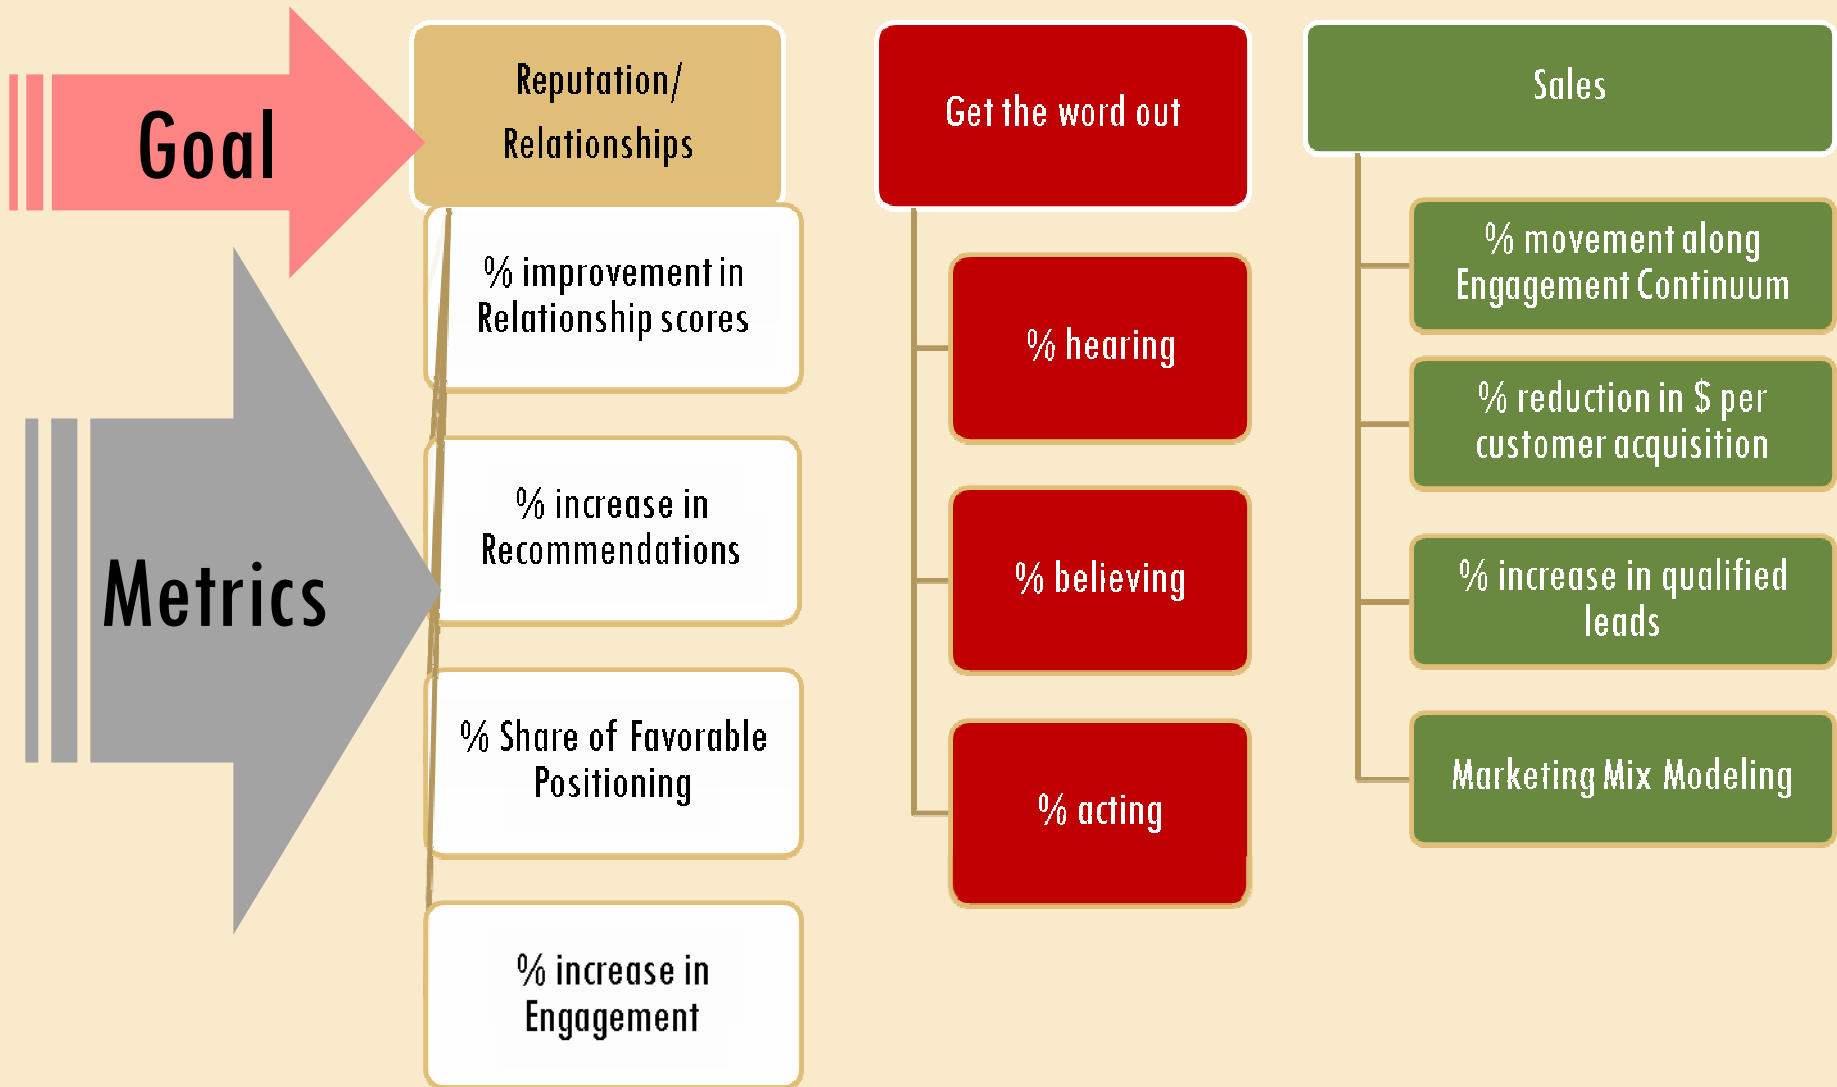 Goal
Reputation/
Relationships
% improvement in
Relationship scores
% increase in
Recommendations
% Share of Favorable
Positioning
% increase in
Engagement
Get the word out
% hearing
% believing
% acting
Sales
% movement along
Engagement Continuum
% reduction in $ per
customer acquisition
% increase in qualified
leads
Marketing Mix Modeling
Metrics